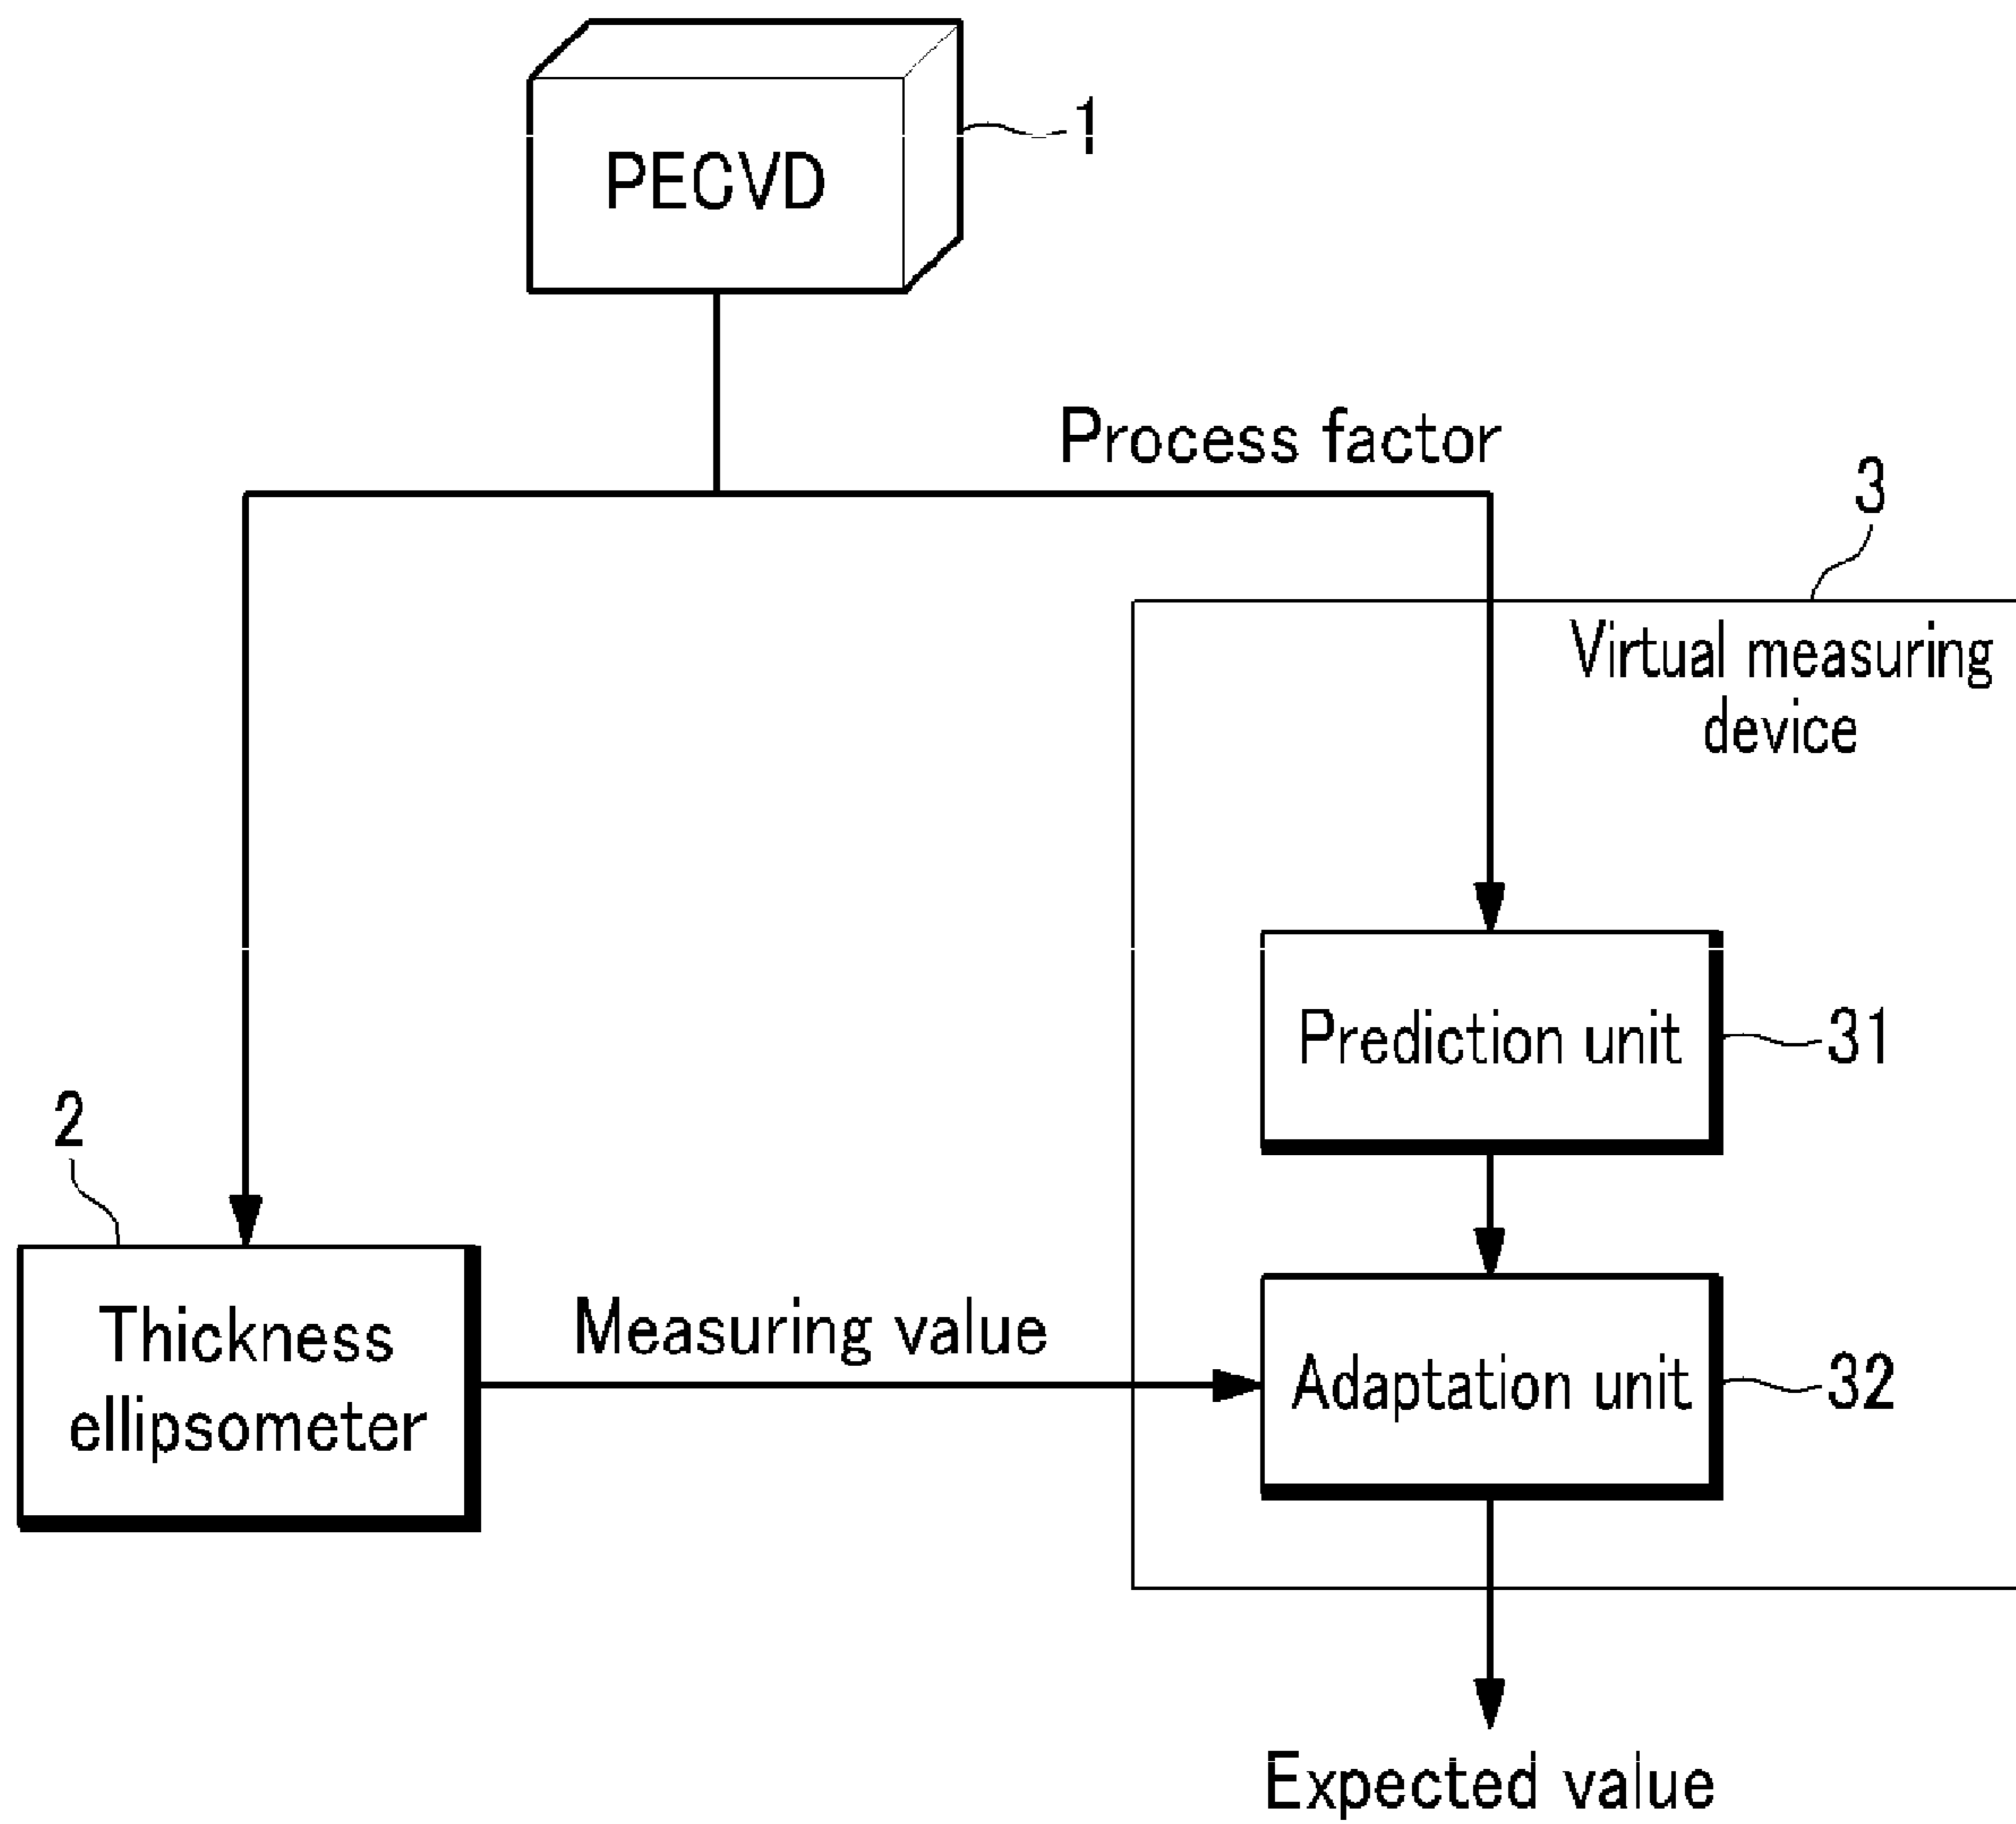 PECVD
1
Process factor
3
Virtual measuring
device
Prediction unit
31
2
Thickness
ellipsometer
Measuring value
Adaptation unit
32
Expected value